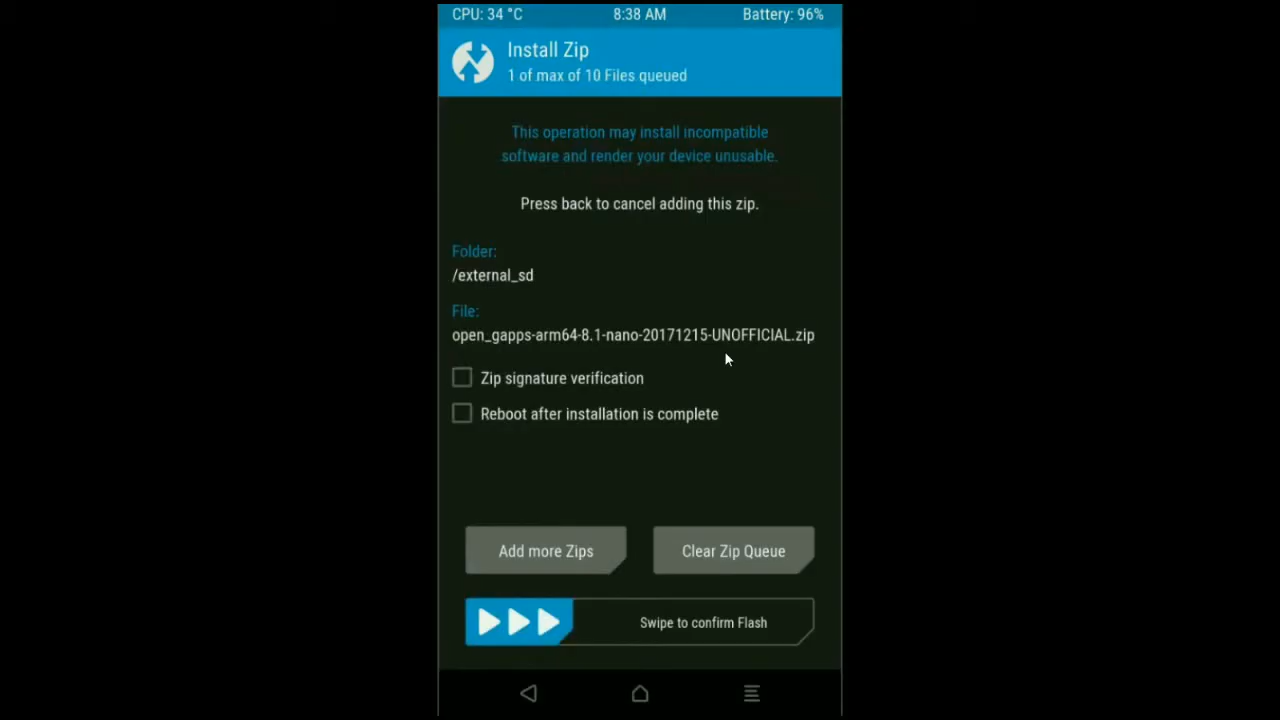 CPU: 34 °C 8:38 AM Battery: 96%
Install Zip
1 of max of 10 Files queued
This operation may install incompatible
software and render your device unusable.
Press back to cancel adding this zip.
Folder:
/external_sd
File:
open_gapps-arm64-8.1-nano-20171215-UNOFFICIAL.zip
Zip signature verification
Reboot after installation is complete
Add more Zips Clear Zip Queue
Swipe to confirm Flash